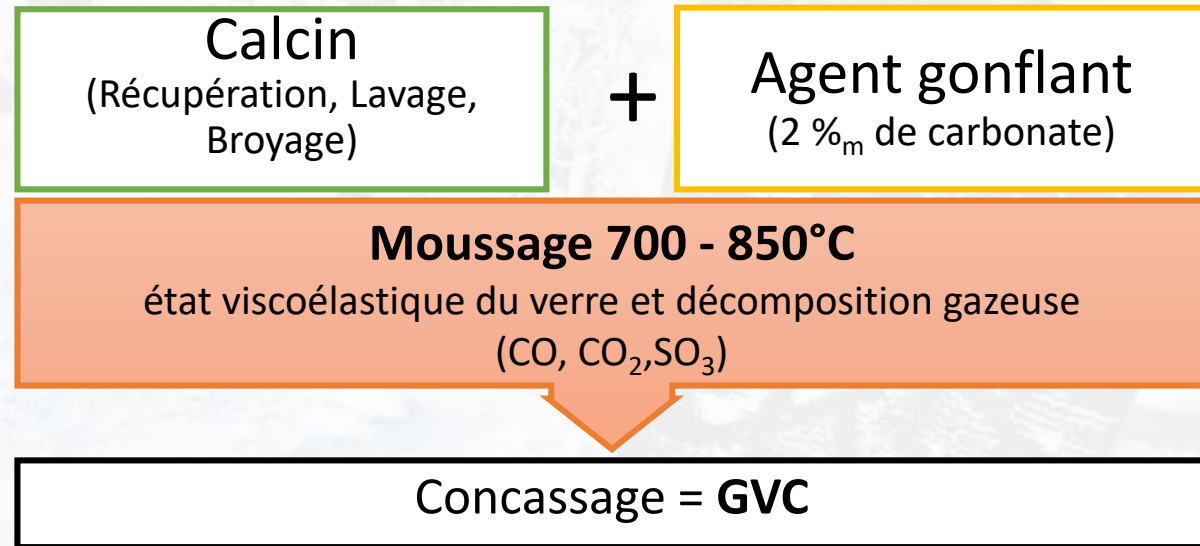 Calcin
(Récupération, Lavage,
Broyage)
+
Agent gonflant
(2 %m de carbonate)
Moussage 700 - 850°C
état viscoélastique du verre et décomposition gazeuse
(CO, CO2,SO3)
Concassage = GVC